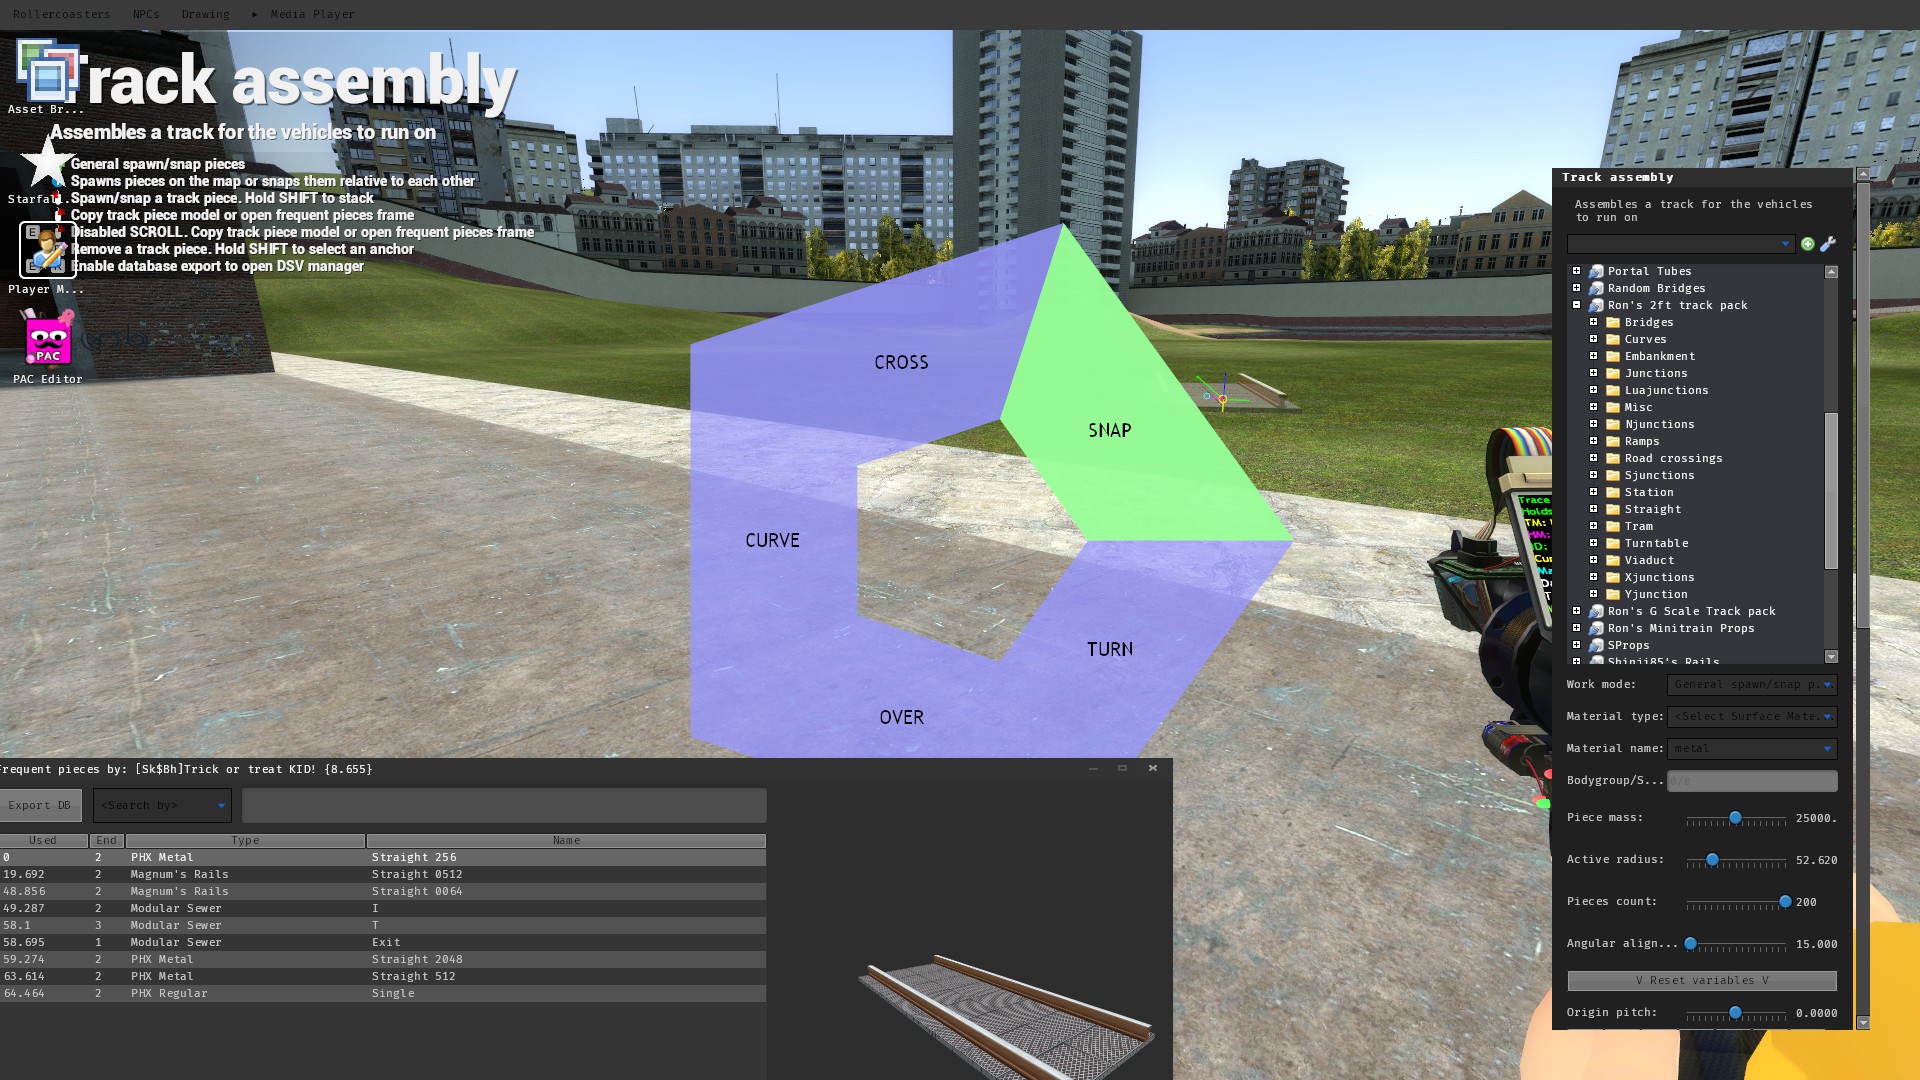 Rollercoasters NPCs Drawing ▸ Media Player
Track assembly
Assembles a track for the vehicles to run on
General spawn/snap pieces
Spawns pieces on the map or snaps them relative to each other
Spawn/snap a track piece. Hold SHIFT to stack
Copy track piece model or open frequent pieces frame
Disabled SCROLL. Copy track piece model or open frequent pieces frame
Remove a track piece. Hold SHIFT to select an anchor
Enable database export to open DSV manager
Asset Br...
Starfal...
Player M...
PAC
PAC Editor
CROSS
SNAP
CURVE
TURN
OVER
Trace
Holds
Track assembly
Assembles a track for the vehicles
to run on
Portal Tubes
Random Bridges
Ron's 2ft track pack
Bridges
Curves
Embankment
Junctions
Luajunctions
Misc
Njunctions
Ramps
Road crossings
Sjunctions
Station
Straight
Tram
Turntable
Viaduct
Xjunctions
Yjunction
Ron's G Scale Track pack
Ron's Minitrain Props
SProps
Shinji85's Rails
Work mode: General spawn/snap p...
Material type: <Select Surface Mate...
Material name: metal
Bodygroup/S... 0/0
Piece mass: 25000.
Active radius: 52.620
Pieces count: 200
Angular align... 15.000
V Reset variables V
Origin pitch: 0.0000
Frequent pieces by: [Sk$Bh]Trick or treat KID! {8.655}
Export DB <Search by>
Used End Type Name
0 2 PHX Metal Straight 256
19.692 2 Magnum's Rails Straight 0512
48.856 2 Magnum's Rails Straight 0064
49.287 2 Modular Sewer I
58.1 3 Modular Sewer T
58.695 1 Modular Sewer Exit
59.274 2 PHX Metal Straight 2048
63.614 2 PHX Metal Straight 512
64.464 2 PHX Regular Single